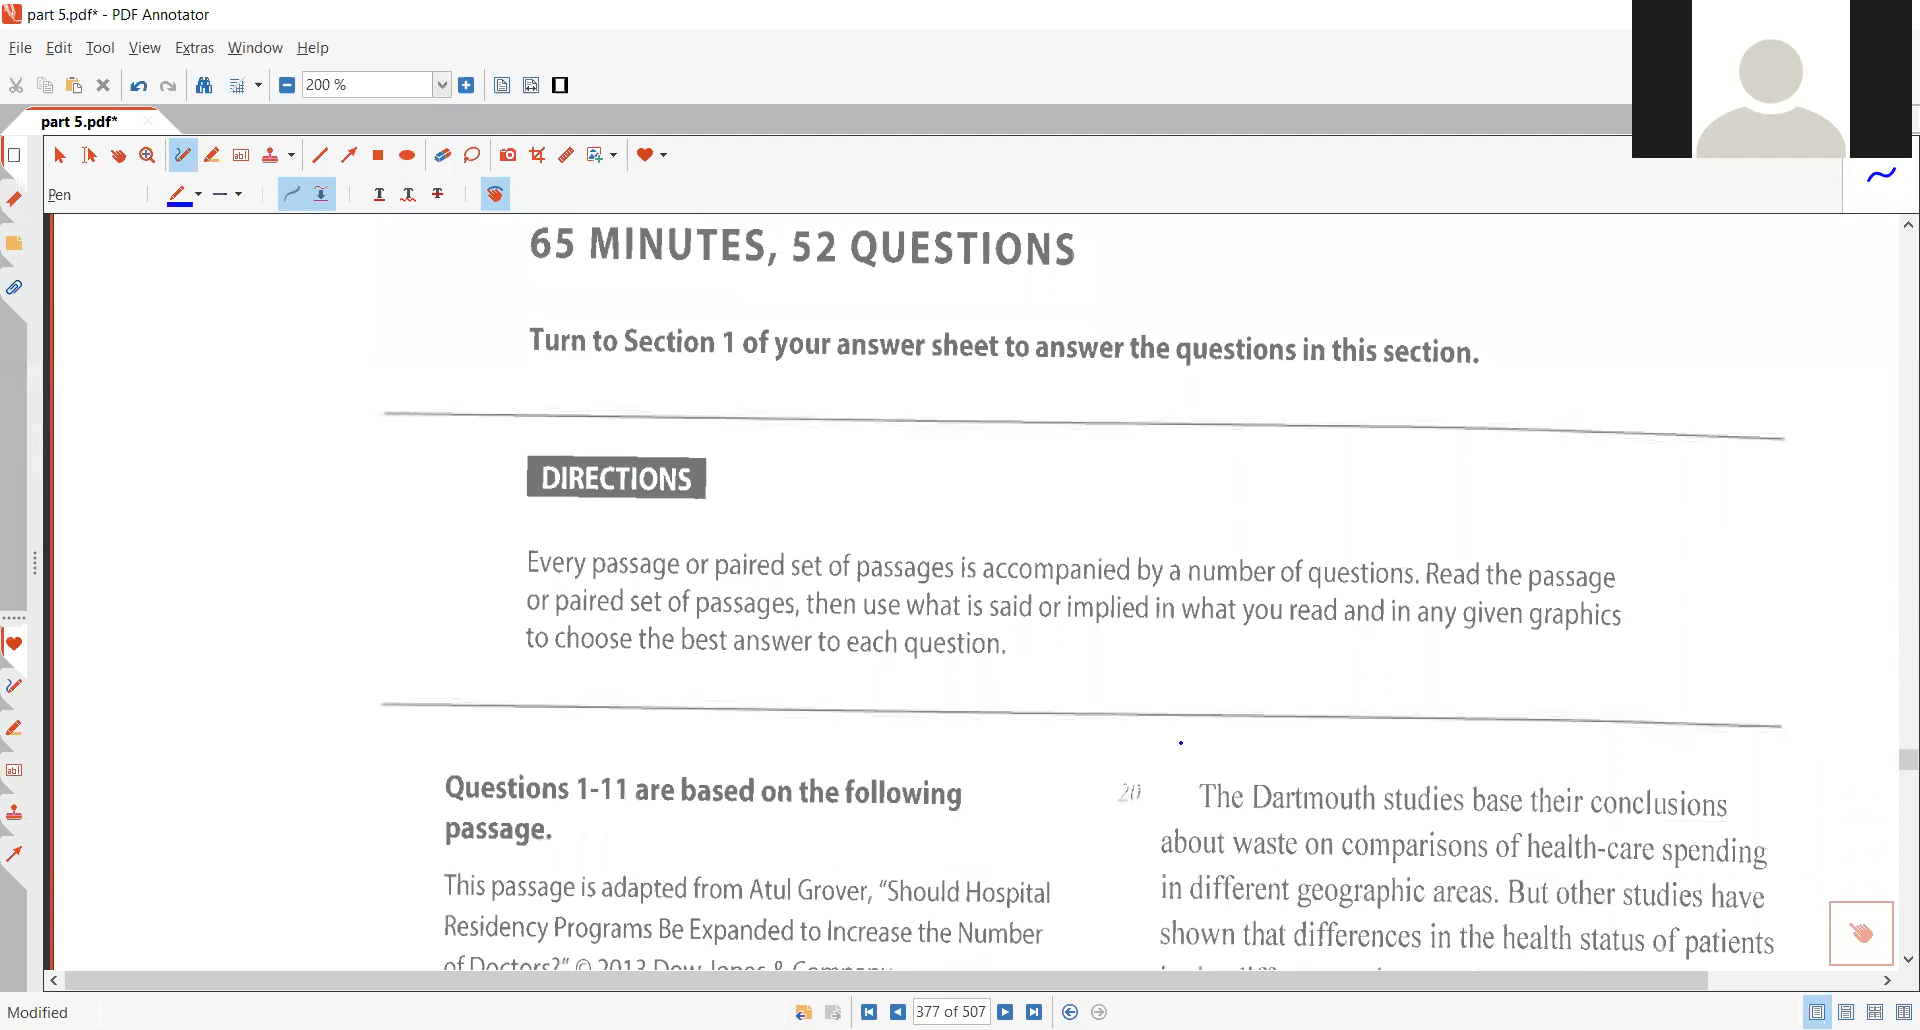 part 5.pdf* - PDF Annotator
File Edit Tool View Extras Window Help
200 %
part 5.pdf*
Pen
65 MINUTES, 52 QUESTIONS
Turn to Section 1 of your answer sheet to answer the questions in this section.
DIRECTIONS
Every passage or paired set of passages is accompanied by a number of questions. Read the passage
or paired set of passages, then use what is said or implied in what you read and in any given graphics
to choose the best answer to each question.
Questions 1-11 are based on the following
passage.
This passage is adapted from Atul Grover, “Should Hospital
Residency Programs Be Expanded to Increase the Number
of Doctors?” © 2013 Dow Jones & Company
20
The Dartmouth studies base their conclusions
about waste on comparisons of health-care spending
in different geographic areas. But other studies have
shown that differences in the health status of patients
Modified
377 of 507